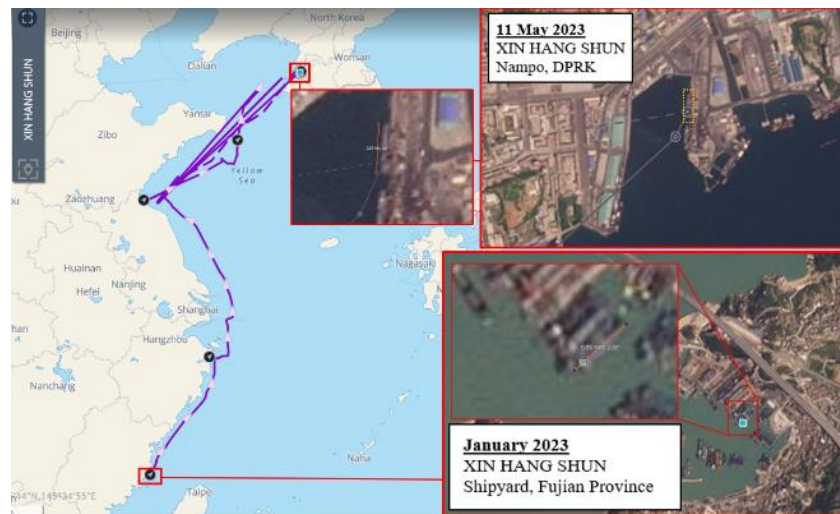 XIN HANG SHUN
Beijing
North Korea
Dalian
Wonsan
Yantai
Zibo
Yellow
Sea
Zaozhuang
Huainan
Nanjing
Hefei
Shanghai
Hangzhou
Nanchang
Nagasaki
Naha
Taipei
11 May 2023
XIN HANG SHUN
Nampo, DPRK
January 2023
XIN HANG SHUN
Shipyard, Fujian Province